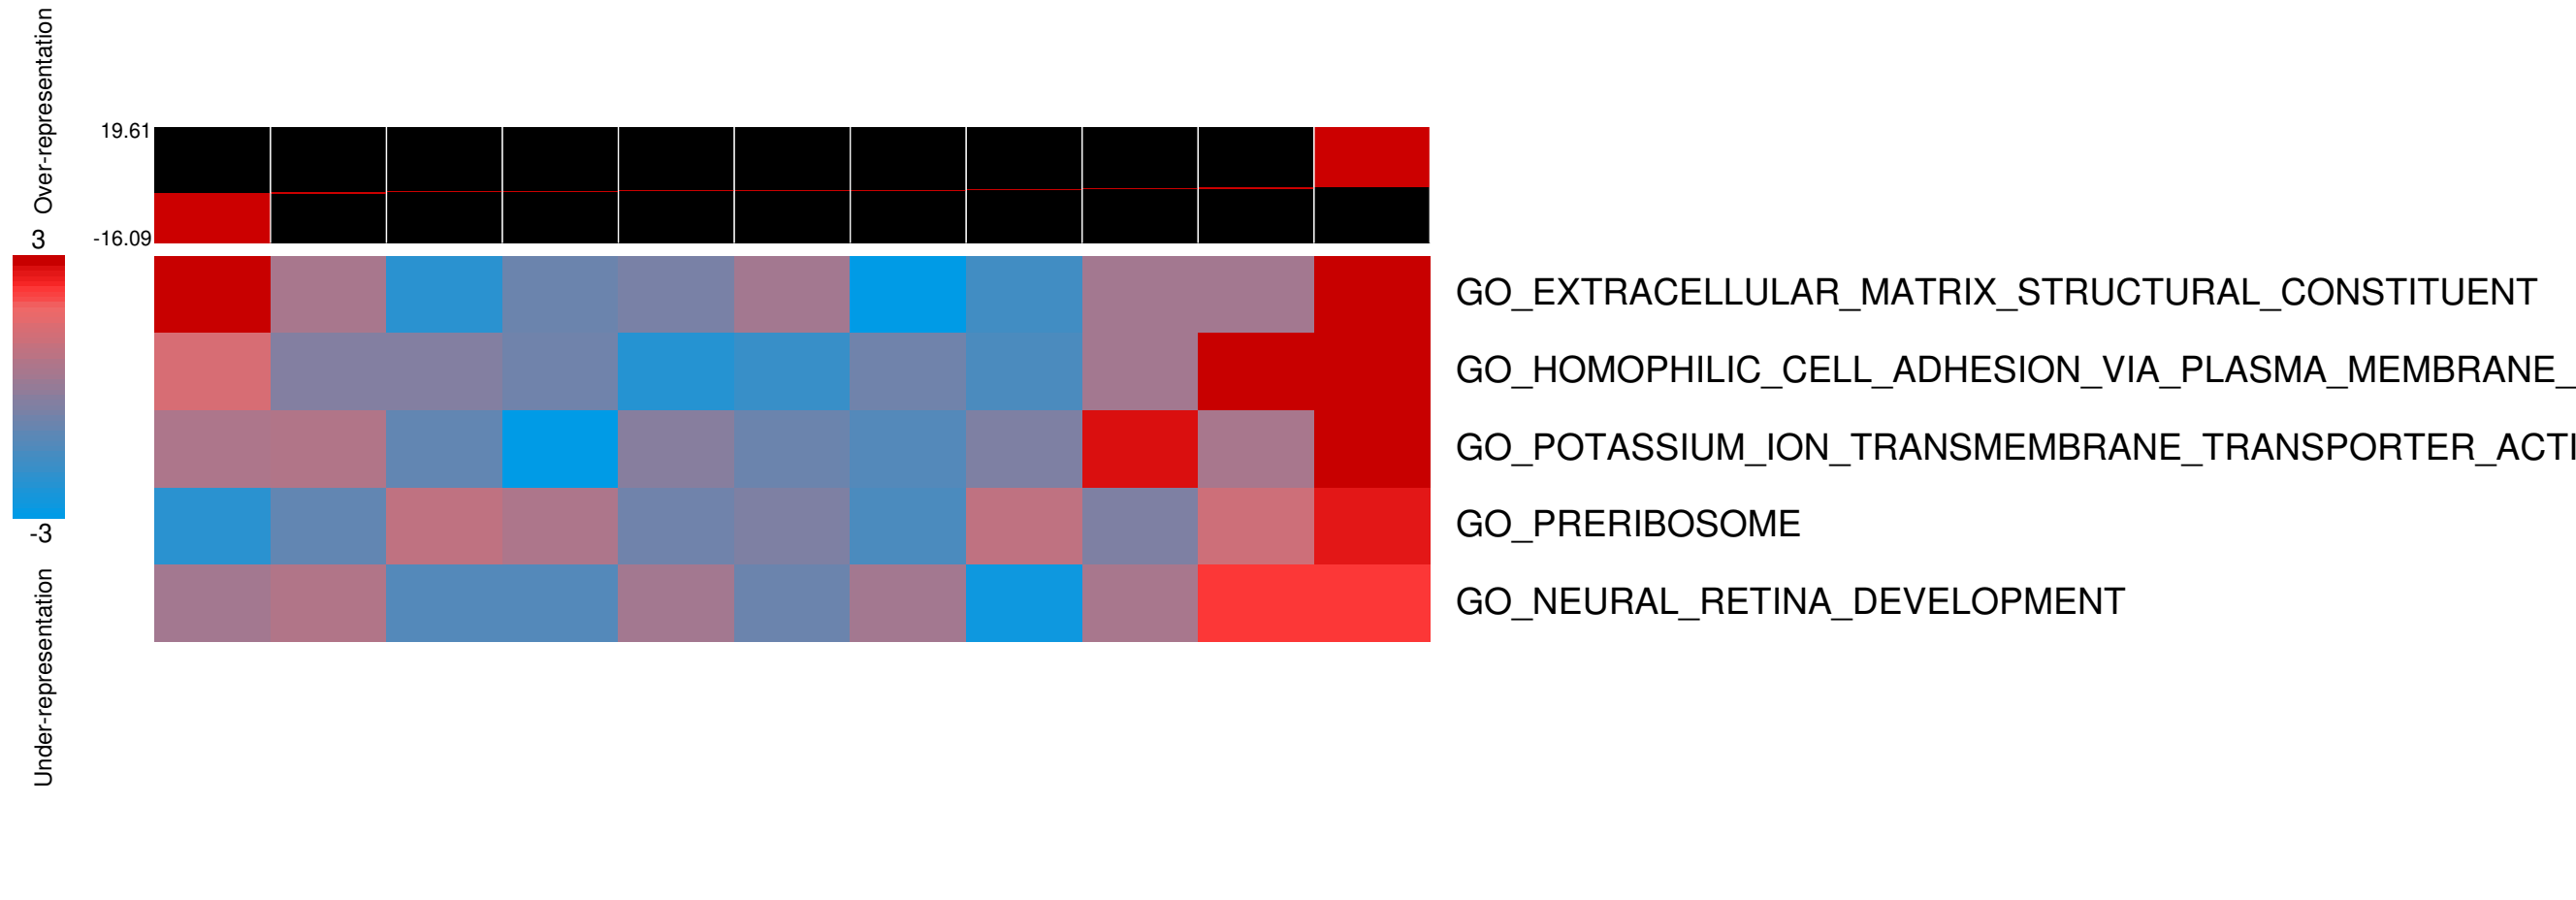 Over-representation
19.61
-16.09
3
-3
Under-representation
GO_EXTRACELLULAR_MATRIX_STRUCTURAL_CONSTITUENT
GO_HOMOPHILIC_CELL_ADHESION_VIA_PLASMA_MEMBRANE_
GO_POTASSIUM_ION_TRANSMEMBRANE_TRANSPORTER_ACTI
GO_PRERIBOSOME
GO_NEURAL_RETINA_DEVELOPMENT